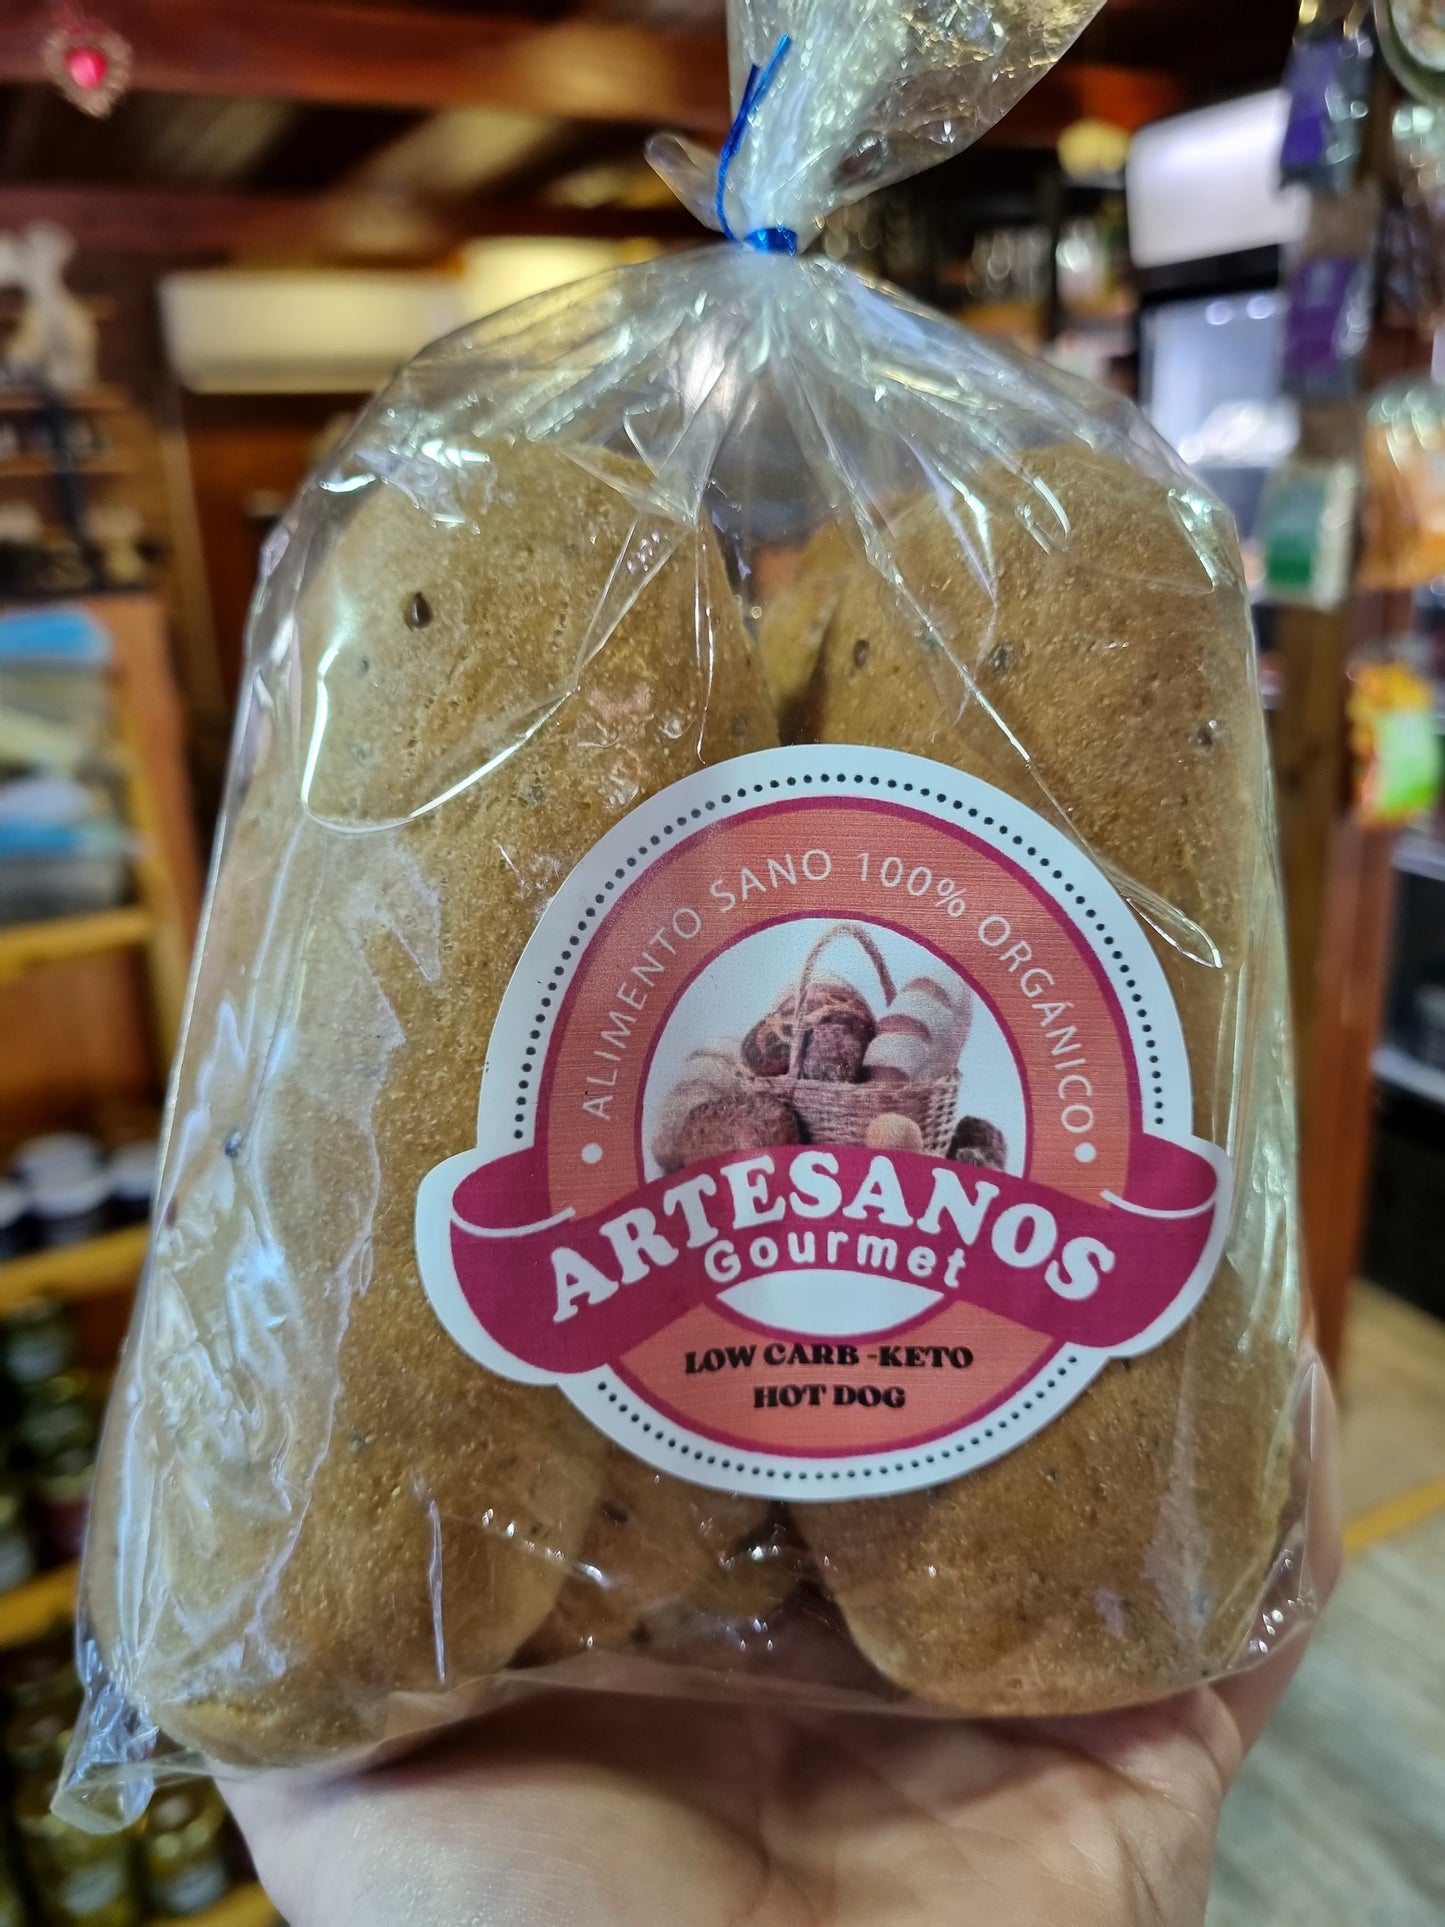 • ALIMENTO SANO 100% ORGÁNICO •
ARTESANOS
Gourmet
LOW CARB -KETO
HOT DOG